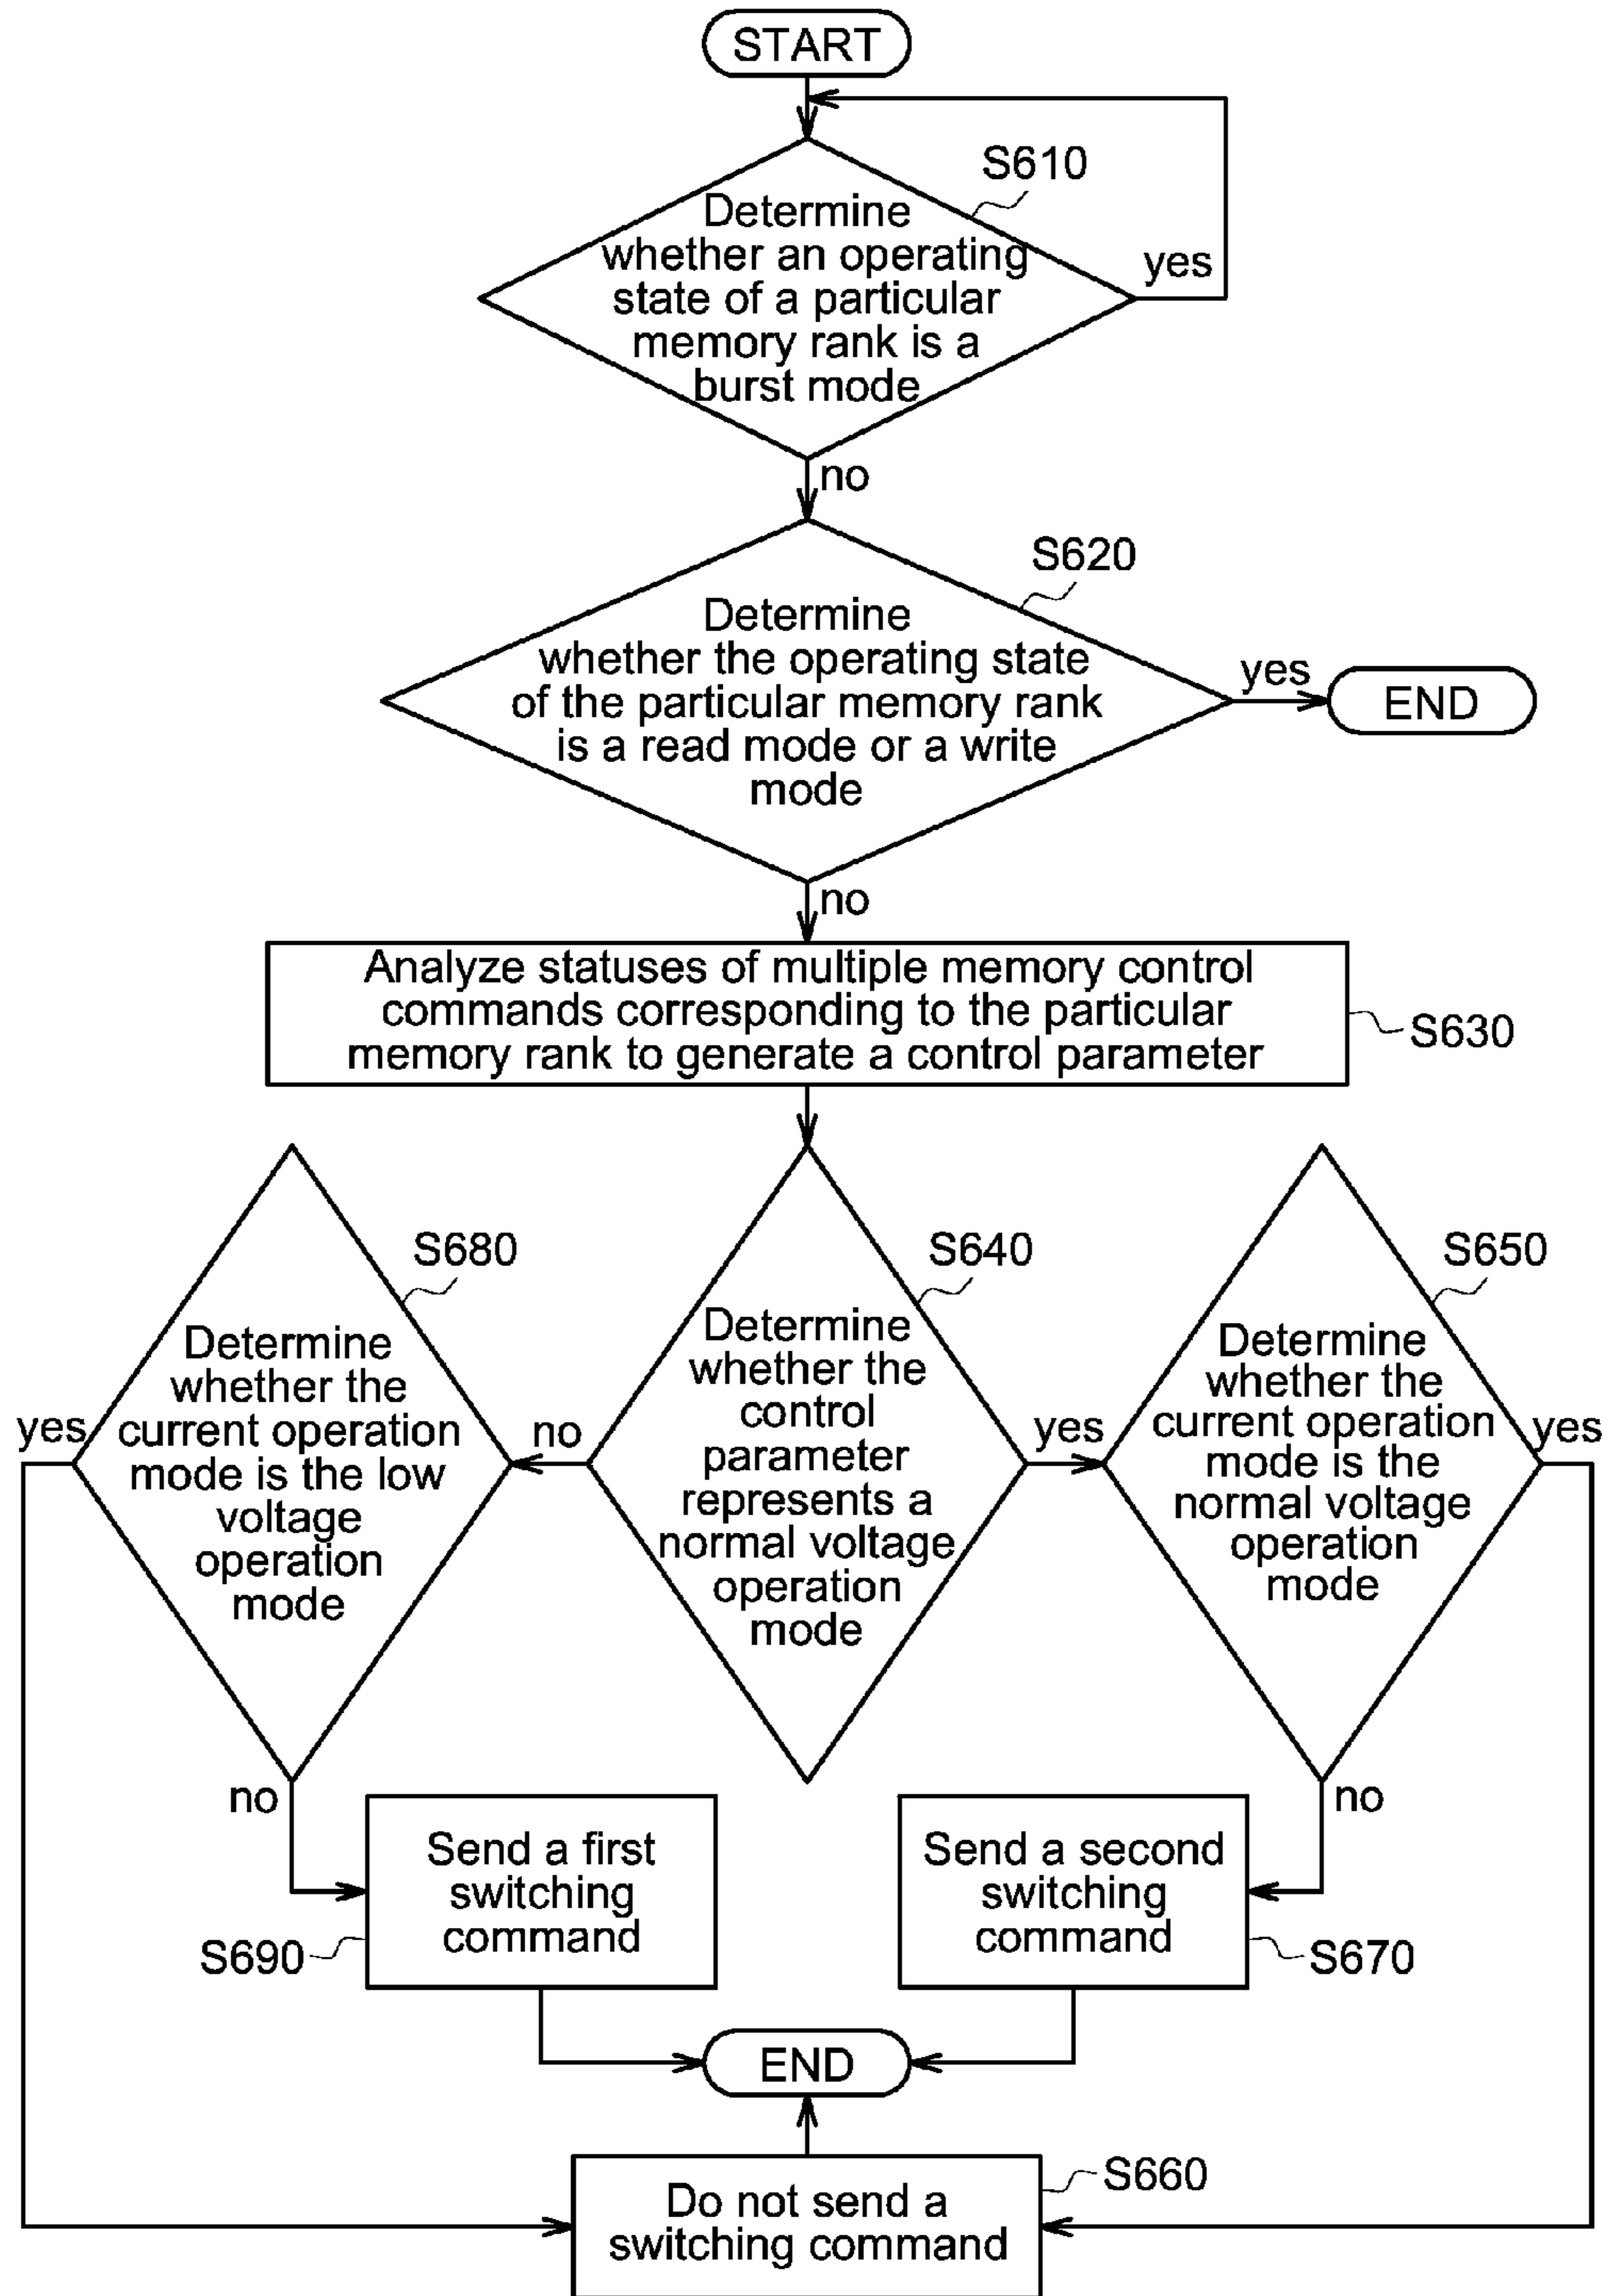 START
S610
Determine
whether an operating
state of a particular
memory rank is a
burst mode
yes
no
S620
Determine
whether the operating state
of the particular memory rank
is a read mode or a write
mode
yes
END
no
Analyze statuses of multiple memory control
commands corresponding to the particular
memory rank to generate a control parameter
S630
S680
Determine
whether the
current operation
mode is the low
voltage
operation
mode
yes
no
S640
Determine
whether the
control
parameter
represents a
normal voltage
operation
mode
yes
S650
Determine
whether the
current operation
mode is the
normal voltage
operation
mode
yes
no
Send a first
switching
command
S690
no
Send a second
switching
command
S670
END
S660
Do not send a
switching command